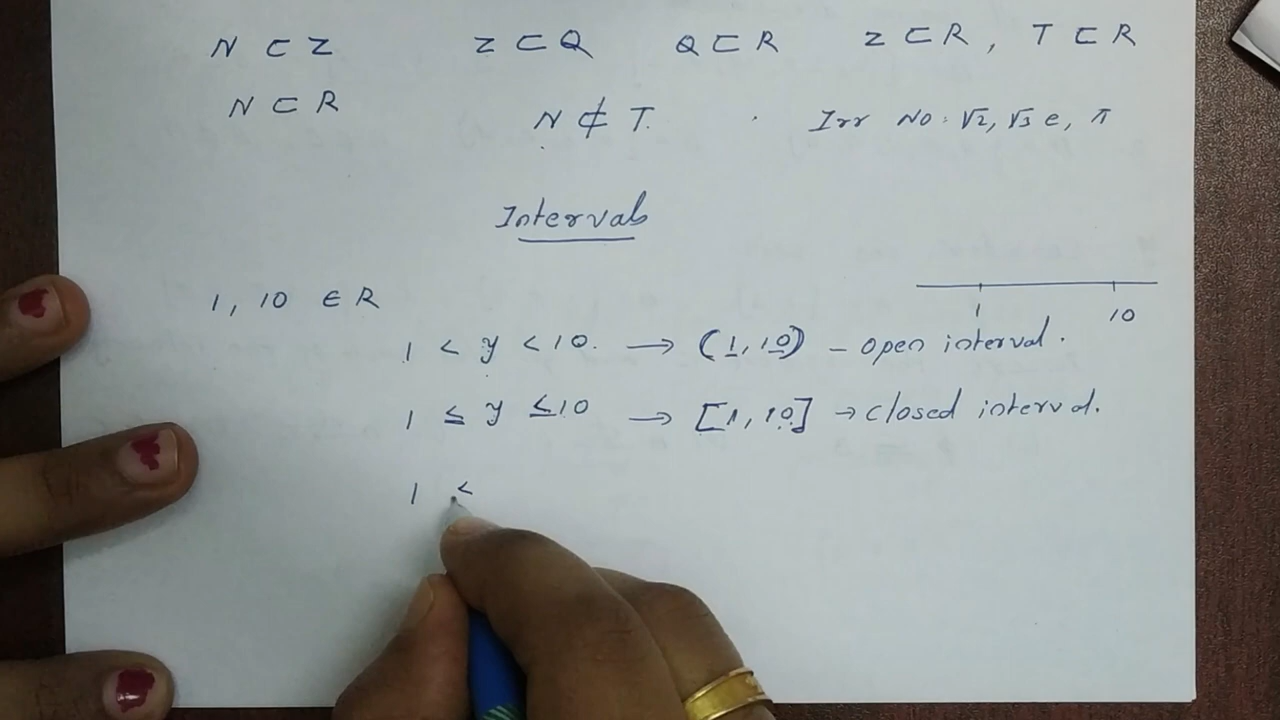 N ⊂ Z Z ⊂ Q Q ⊂ R Z ⊂ R, T ⊂ R
N ⊂ R N ⊄ T. Irr No: √2, √3 e, π
Intervals
1, 10 ∈ R
1 10
1 < y < 10. → (1, 10) - open interval.
1 ≤ y ≤ 10 → [1, 10] → closed interval.
1 <